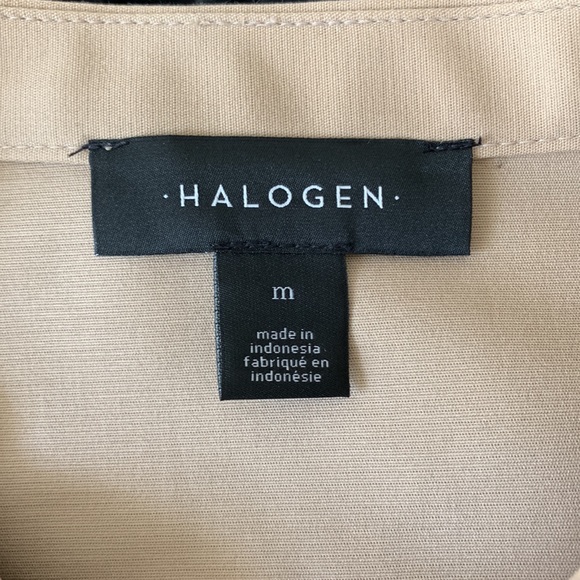 ·HALOGEN·
m
made in
indonesia
fabriqué en
indonésie